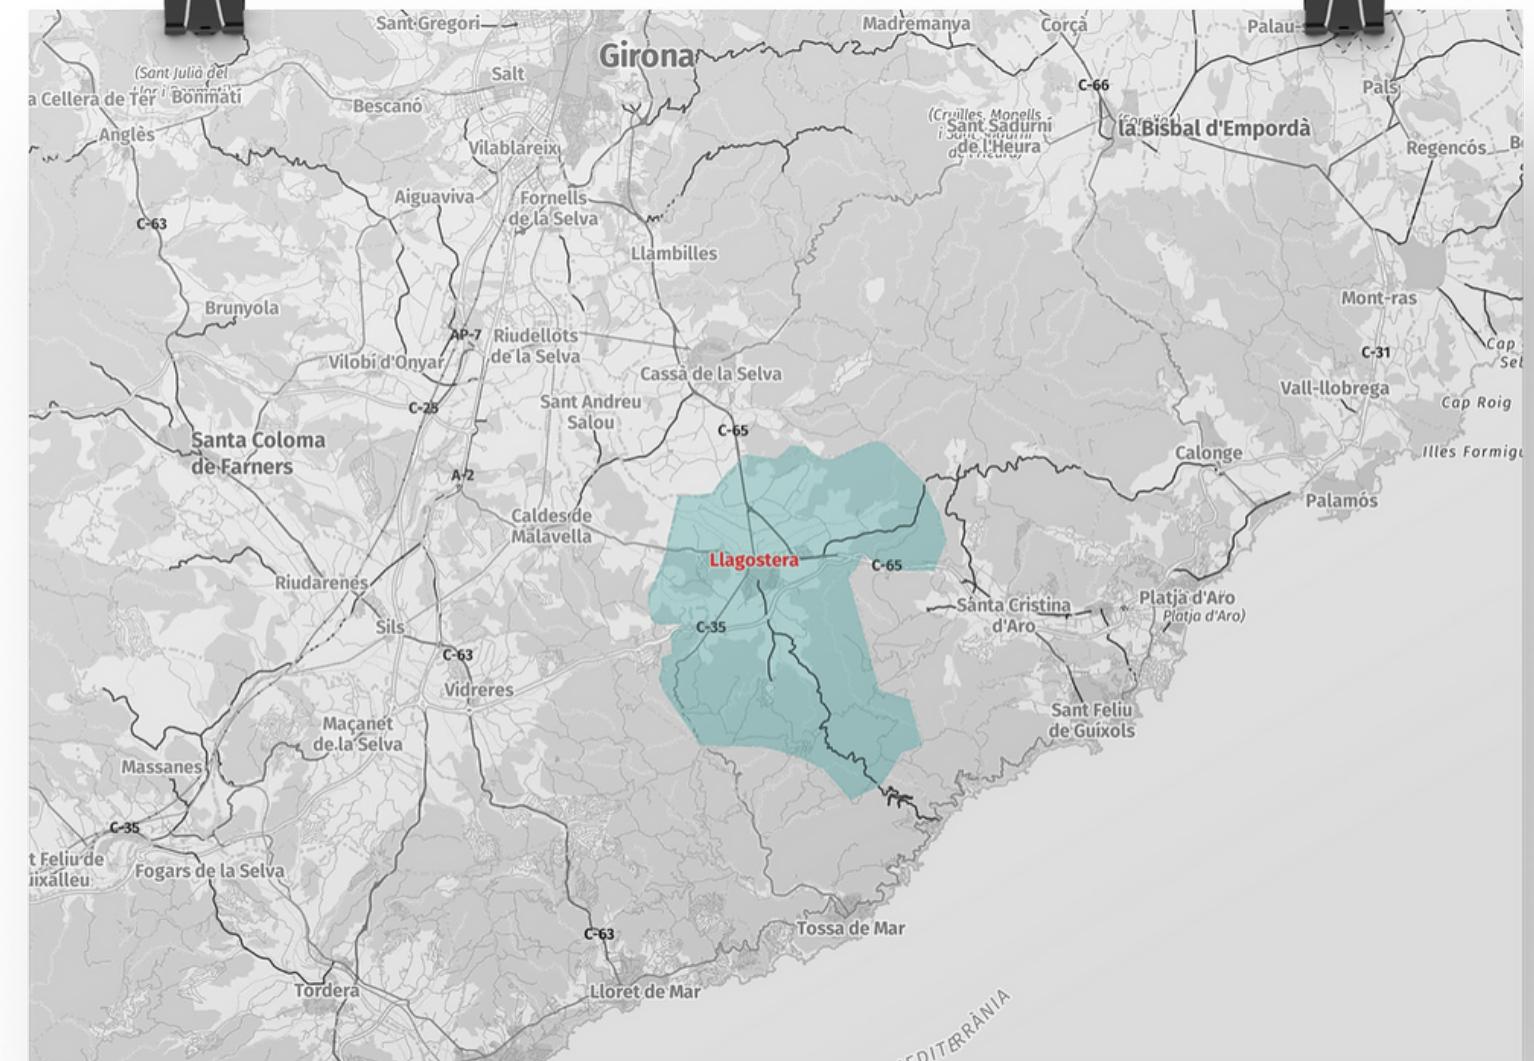 Sant Gregori
Madremanya
Corçà
Palau-
Girona
(Sant Julià del
Salt
C-66
Pals
a Cellera de Ter
Bonmatí
Bescanó
(Cruïlles, Monells
Sant Sadurní
de l'Heura
la Bisbal d'Empordà
Anglès
Vilablareix
Regencós
Aiguaviva
Fornells
de la Selva
C-63
Llambilles
Brunyola
Mont-ras
AP-7
Riudellots
de la Selva
Vilobí d'Onyar
C-31
Cap
Cassà de la Selva
Vall-llobrega
C-25
Sant Andreu
Salou
Cap Roig
C-65
Santa Coloma
de Farners
Calonge
Illes Formigu
A-2
Palamós
Caldes de
Malavella
Llagostera
C-65
Riudarenes
Santa Cristina
d'Aro
Platja d'Aro
Platja d'Aro)
Sils
C-35
C-63
Vidreres
Sant Feliu
de Guíxols
Maçanet
de la Selva
Massanes
C-35
t Feliu de
uixalleu
Fogars de la Selva
C-63
Tossa de Mar
Tordera
Lloret de Mar
EDITERRÀNIA